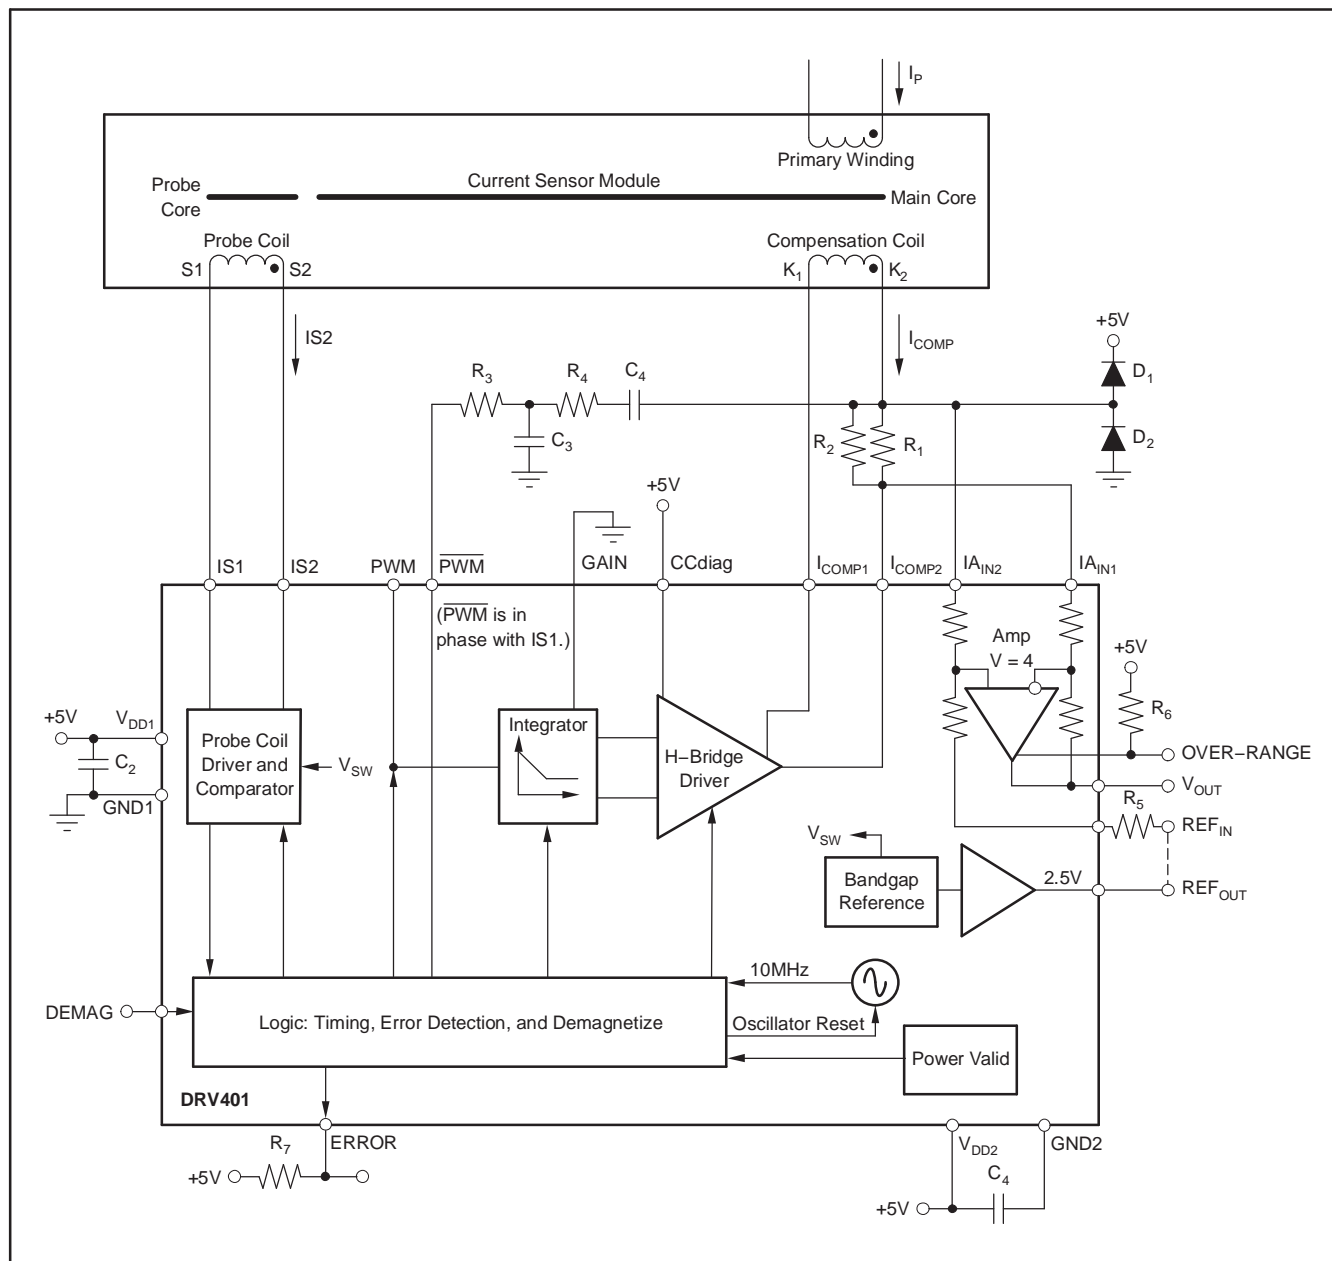 I_P
Primary Winding
Probe
Core
Current Sensor Module
Main Core
Probe Coil
Compensation Coil
S1
S2
K_1
K_2
IS2
I_COMP
+5V
D_1
D_2
R_3
R_4
C_4
C_3
R_2
R_1
+5V
IS1
IS2
PWM
P̅W̅M̅
GAIN
CCdiag
I_COMP1
I_COMP2
IA_IN2
IA_IN1
(P̅W̅M̅ is in
phase with IS1.)
Amp
V = 4
+5V
R_6
+5V
V_DD1
C_2
GND1
Probe Coil
Driver and
Comparator
V_SW
Integrator
H−Bridge
Driver
OVER−RANGE
V_OUT
R_5
REF_IN
V_SW
Bandgap
Reference
2.5V
REF_OUT
10MHz
DEMAG
Logic: Timing, Error Detection, and Demagnetize
Oscillator Reset
Power Valid
DRV401
R_7
ERROR
+5V
V_DD2
GND2
C_4
+5V